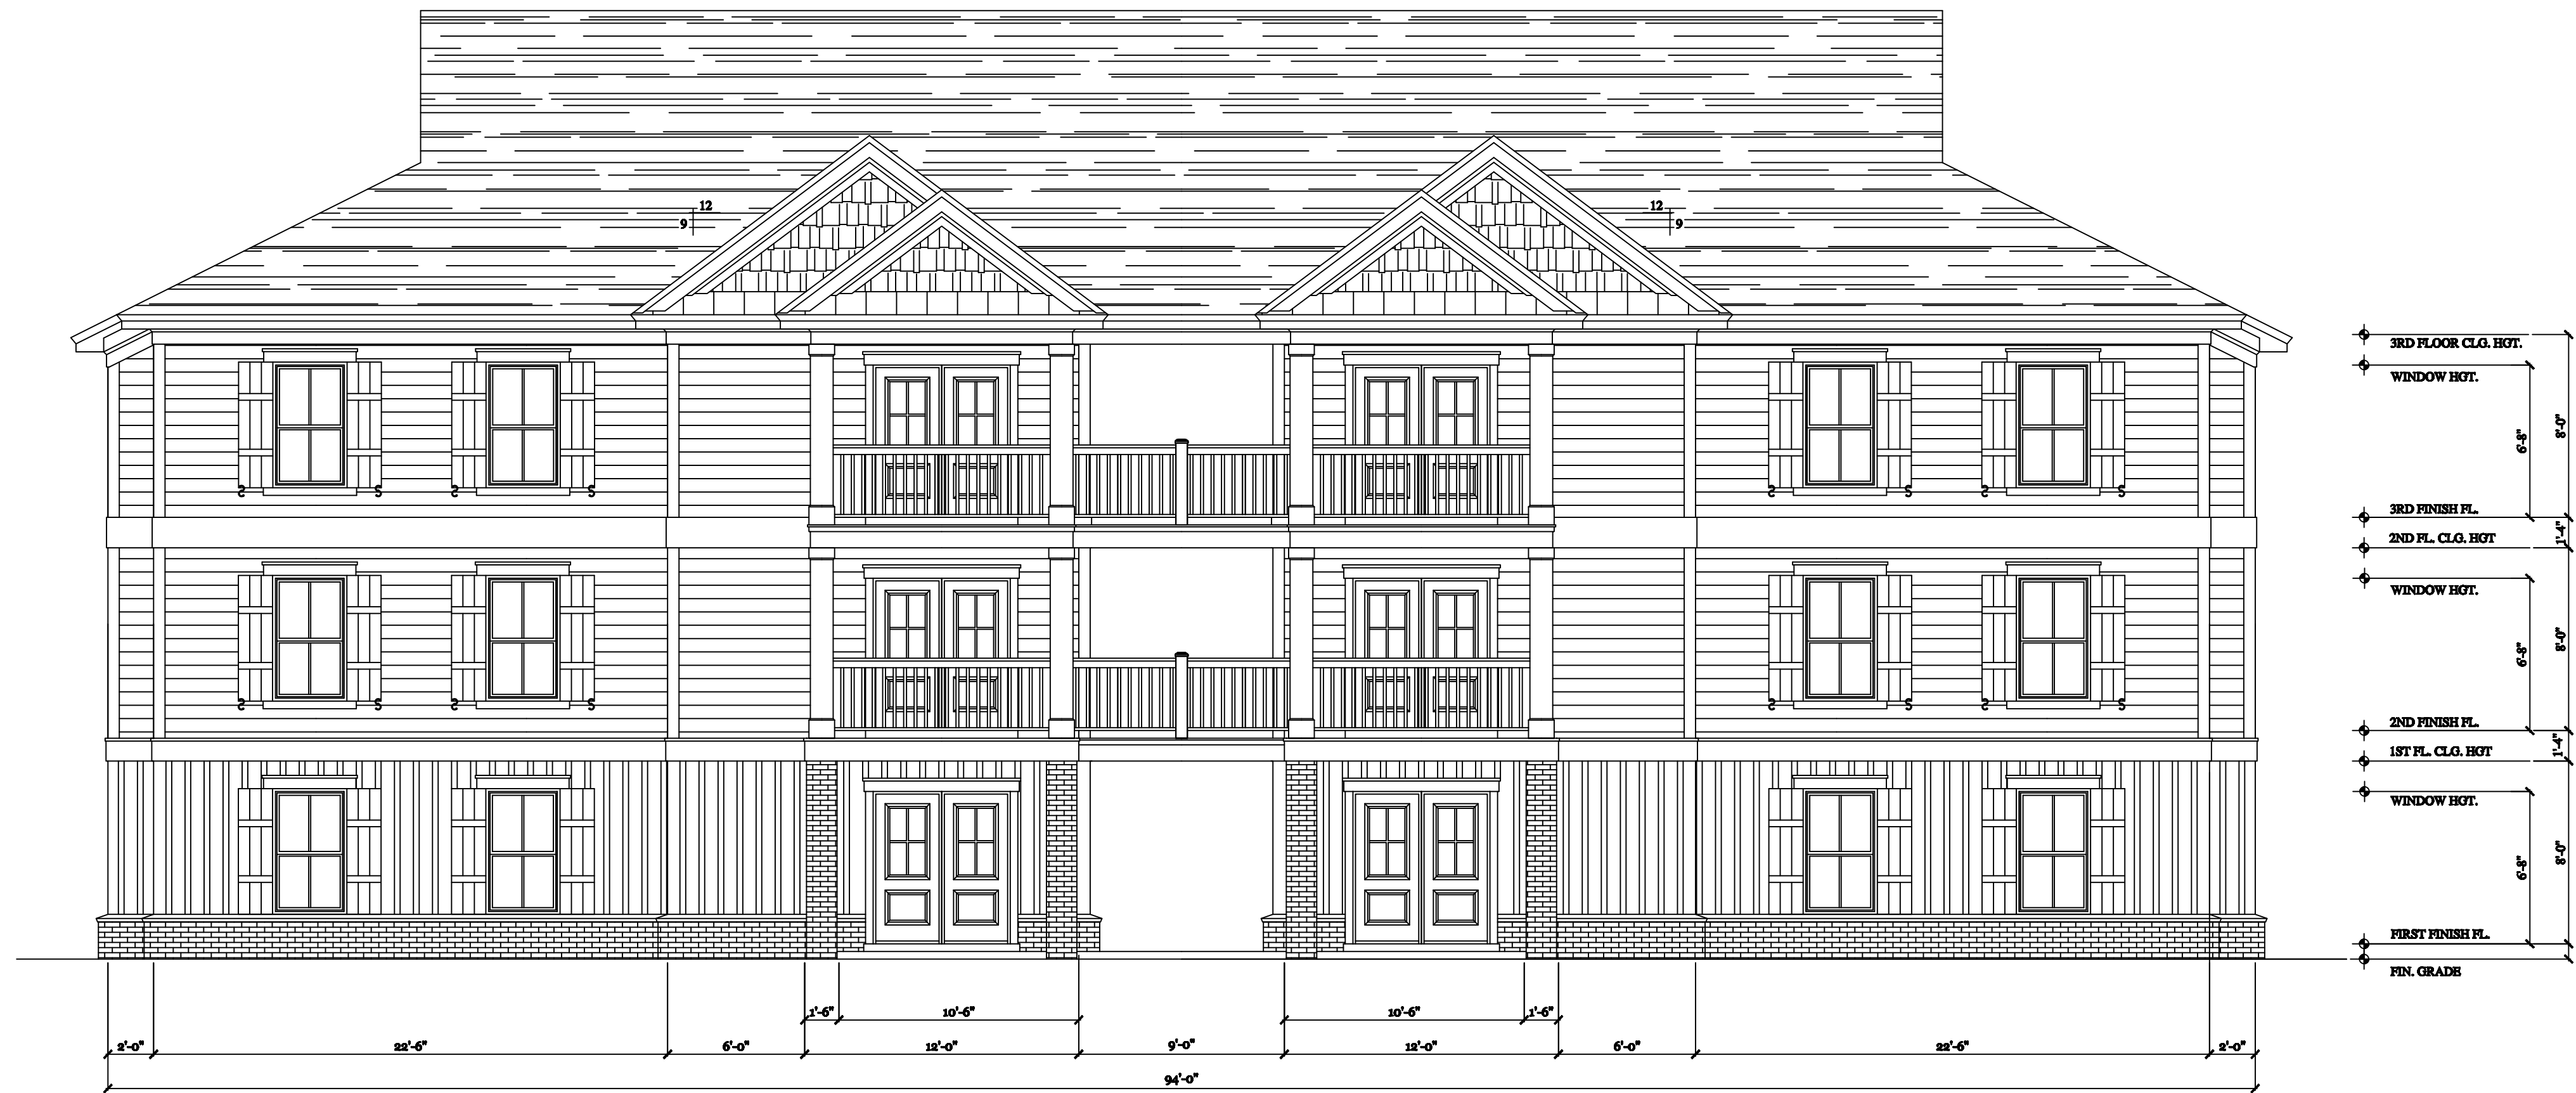 12
9
12
9
3RD FLOOR CLG. HGT.
WINDOW HGT.
8'-0"
6'-8"
3RD FINISH FL.
1'-4"
2ND FL. CLG. HGT
WINDOW HGT.
8'-0"
6'-8"
2ND FINISH FL.
1'-4"
1ST FL. CLG. HGT
WINDOW HGT.
8'-0"
6'-8"
FIRST FINISH FL.
FIN. GRADE
1'-6" 10'-6" 10'-6" 1'-6"
2'-0" 22'-6" 6'-0" 12'-0" 9'-0" 12'-0" 6'-0" 22'-6" 2'-0"
94'-0"